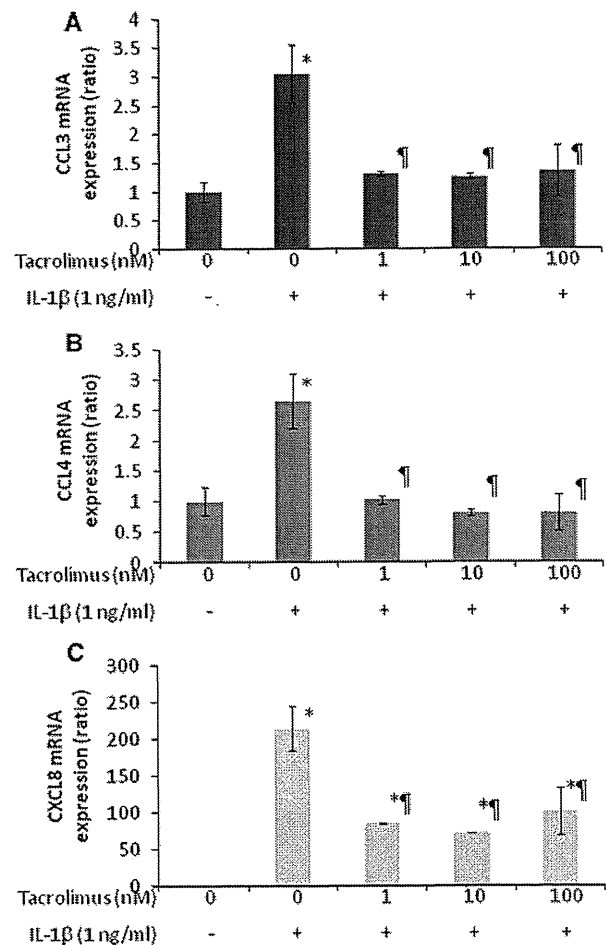 A
CCL3 mRNA
expression (ratio)
4
3.5
3
2.5
2
1.5
1
0.5
0
*
¶
¶
¶
Tacrolimus (nM) 0 0 1 10 100
IL-1β (1 ng/ml) - + + + +
B
CCL4 mRNA
expression (ratio)
3.5
3
2.5
2
1.5
1
0.5
0
*
¶
¶
¶
Tacrolimus (nM) 0 0 1 10 100
IL-1β (1 ng/ml) - + + + +
C
CXCL8 mRNA
expression (ratio)
300
250
200
150
100
50
0
*
*¶
*¶
*¶
Tacrolimus (nM) 0 0 1 10 100
IL-1β (1 ng/ml) - + + + +